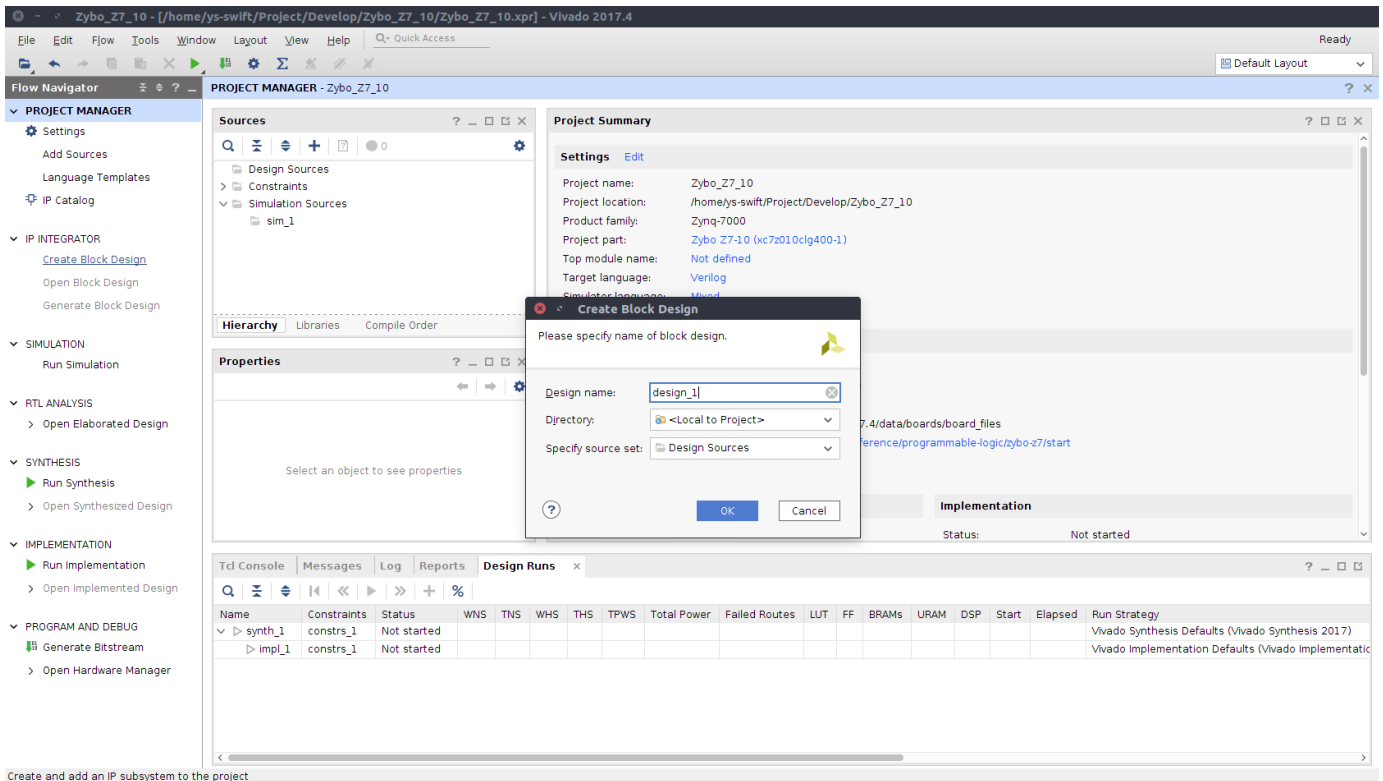 Zybo_Z7_10 - [/home/ys-swift/Project/Develop/Zybo_Z7_10/Zybo_Z7_10.xpr] - Vivado 2017.4
File Edit Flow Tools Window Layout View Help Quick Access Ready
Default Layout
Flow Navigator
PROJECT MANAGER - Zybo_Z7_10
PROJECT MANAGER
Settings
Add Sources
Language Templates
IP Catalog
IP INTEGRATOR
Create Block Design
Open Block Design
Generate Block Design
SIMULATION
Run Simulation
RTL ANALYSIS
Open Elaborated Design
SYNTHESIS
Run Synthesis
Open Synthesized Design
IMPLEMENTATION
Run Implementation
Open Implemented Design
PROGRAM AND DEBUG
Generate Bitstream
Open Hardware Manager
Sources
0
Design Sources
Constraints
Simulation Sources
sim_1
Hierarchy Libraries Compile Order
Properties
Select an object to see properties
Project Summary
Settings Edit
Project name: Zybo_Z7_10
Project location: /home/ys-swift/Project/Develop/Zybo_Z7_10
Product family: Zynq-7000
Project part: Zybo Z7-10 (xc7z010clg400-1)
Top module name: Not defined
Target language: Verilog
Simulator language: Mixed
7.4/data/boards/board_files
ference/programmable-logic/zybo-z7/start
Implementation
Status: Not started
Create Block Design
Please specify name of block design.
Design name: design_1
Directory: <Local to Project>
Specify source set: Design Sources
? OK Cancel
Tcl Console Messages Log Reports Design Runs
Name Constraints Status WNS TNS WHS THS TPWS Total Power Failed Routes LUT FF BRAMs URAM DSP Start Elapsed Run Strategy
synth_1 constrs_1 Not started Vivado Synthesis Defaults (Vivado Synthesis 2017)
impl_1 constrs_1 Not started Vivado Implementation Defaults (Vivado Implementatic
Create and add an IP subsystem to the project